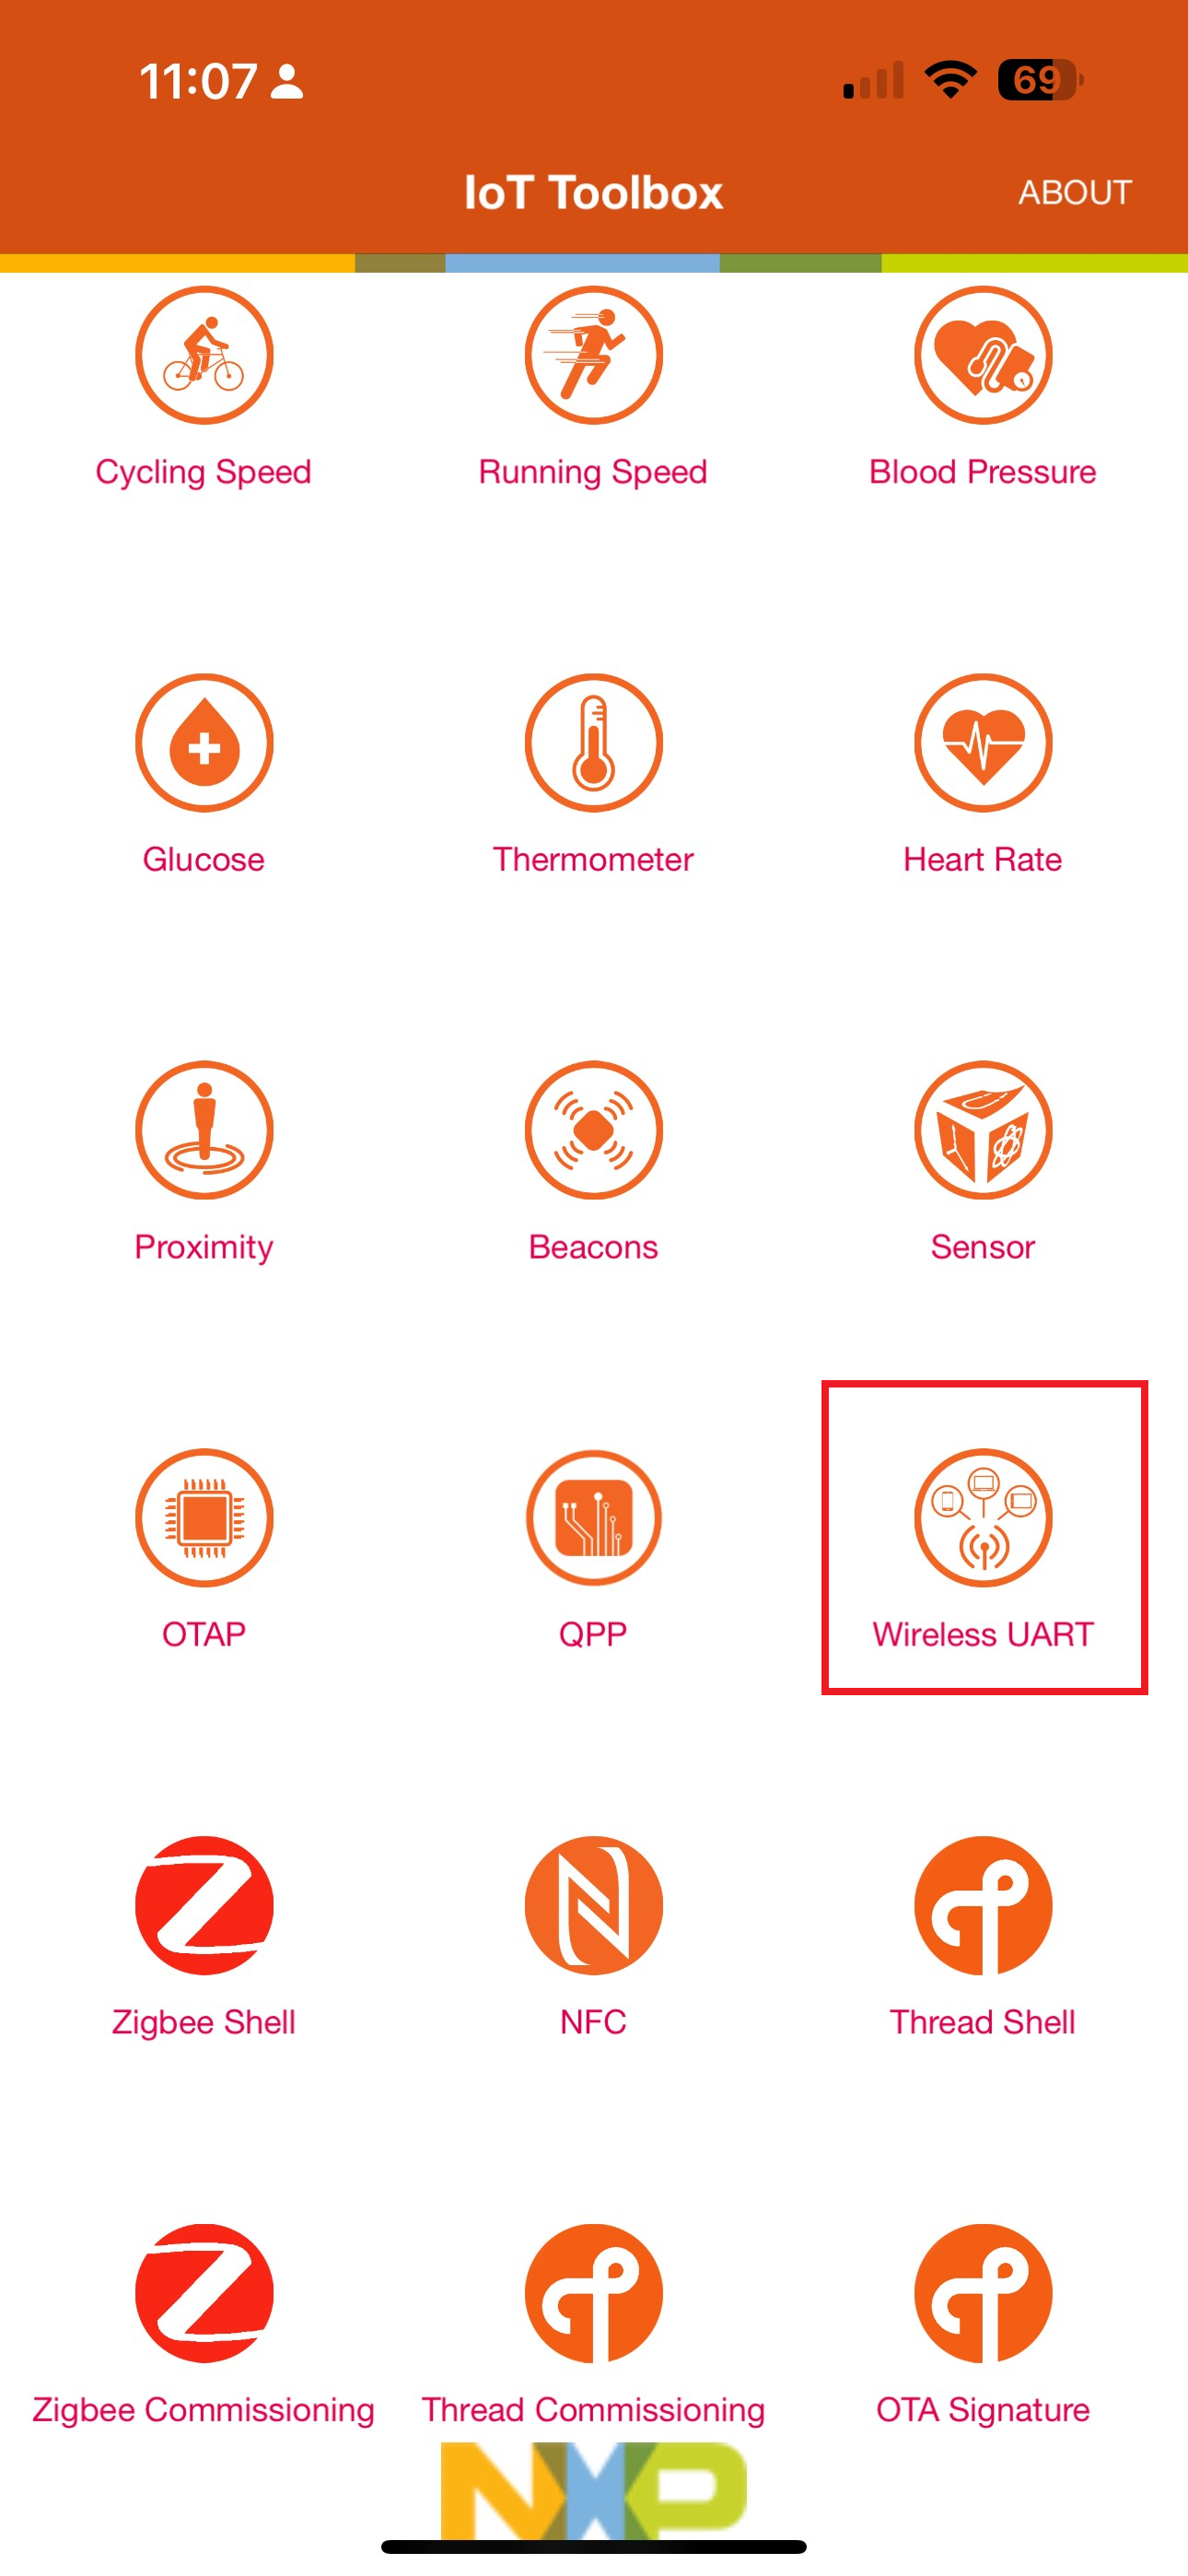 11:07
69
IoT Toolbox
ABOUT
Cycling Speed
Running Speed
Blood Pressure
Glucose
Thermometer
Heart Rate
Proximity
Beacons
Sensor
OTAP
QPP
Wireless UART
Zigbee Shell
NFC
Thread Shell
Zigbee Commissioning
Thread Commissioning
OTA Signature
NXP